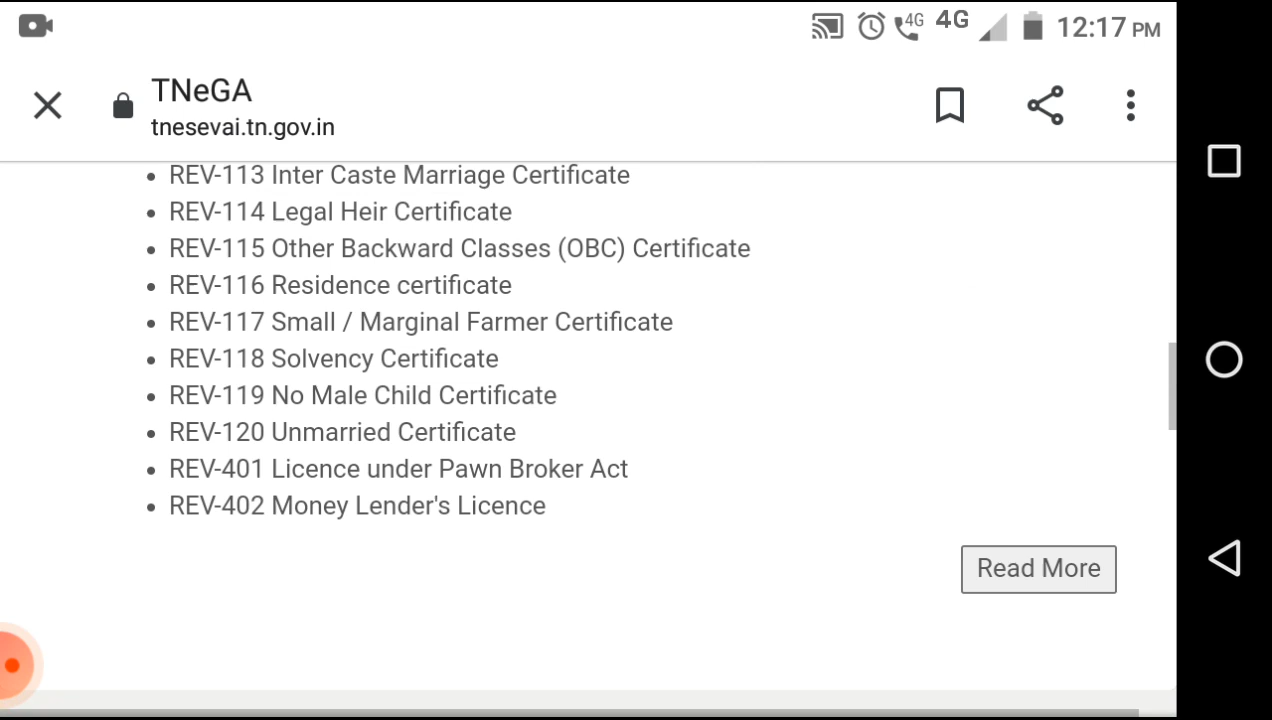 4G 4G 12:17 PM
TNeGA
tnesevai.tn.gov.in
REV-113 Inter Caste Marriage Certificate
REV-114 Legal Heir Certificate
REV-115 Other Backward Classes (OBC) Certificate
REV-116 Residence certificate
REV-117 Small / Marginal Farmer Certificate
REV-118 Solvency Certificate
REV-119 No Male Child Certificate
REV-120 Unmarried Certificate
REV-401 Licence under Pawn Broker Act
REV-402 Money Lender's Licence
Read More